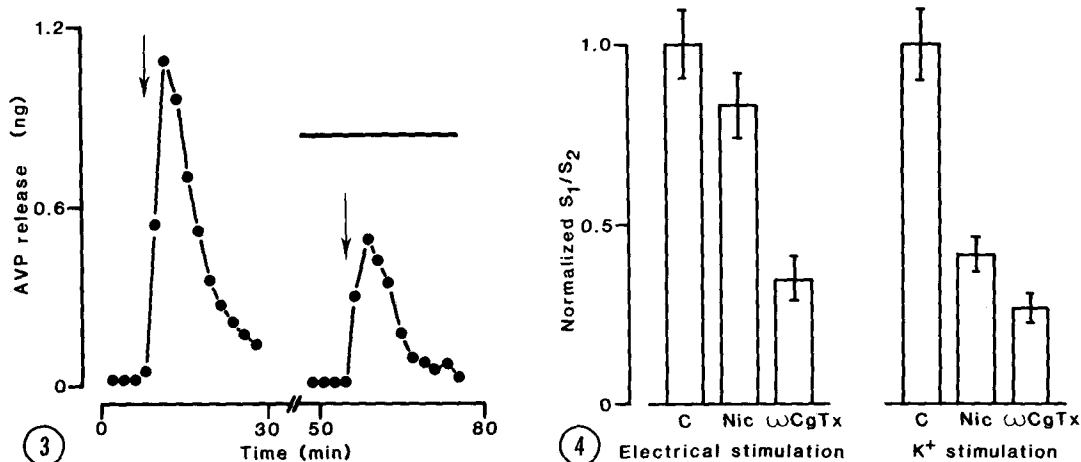 1.2
0.6
0
AVP release (ng)
0
30
50
80
Time (min)
3
1.0
0.5
0
Normalized S1/S2
C
Nic
ωCgTx
Electrical stimulation
C
Nic
ωCgTx
K+ stimulation
4